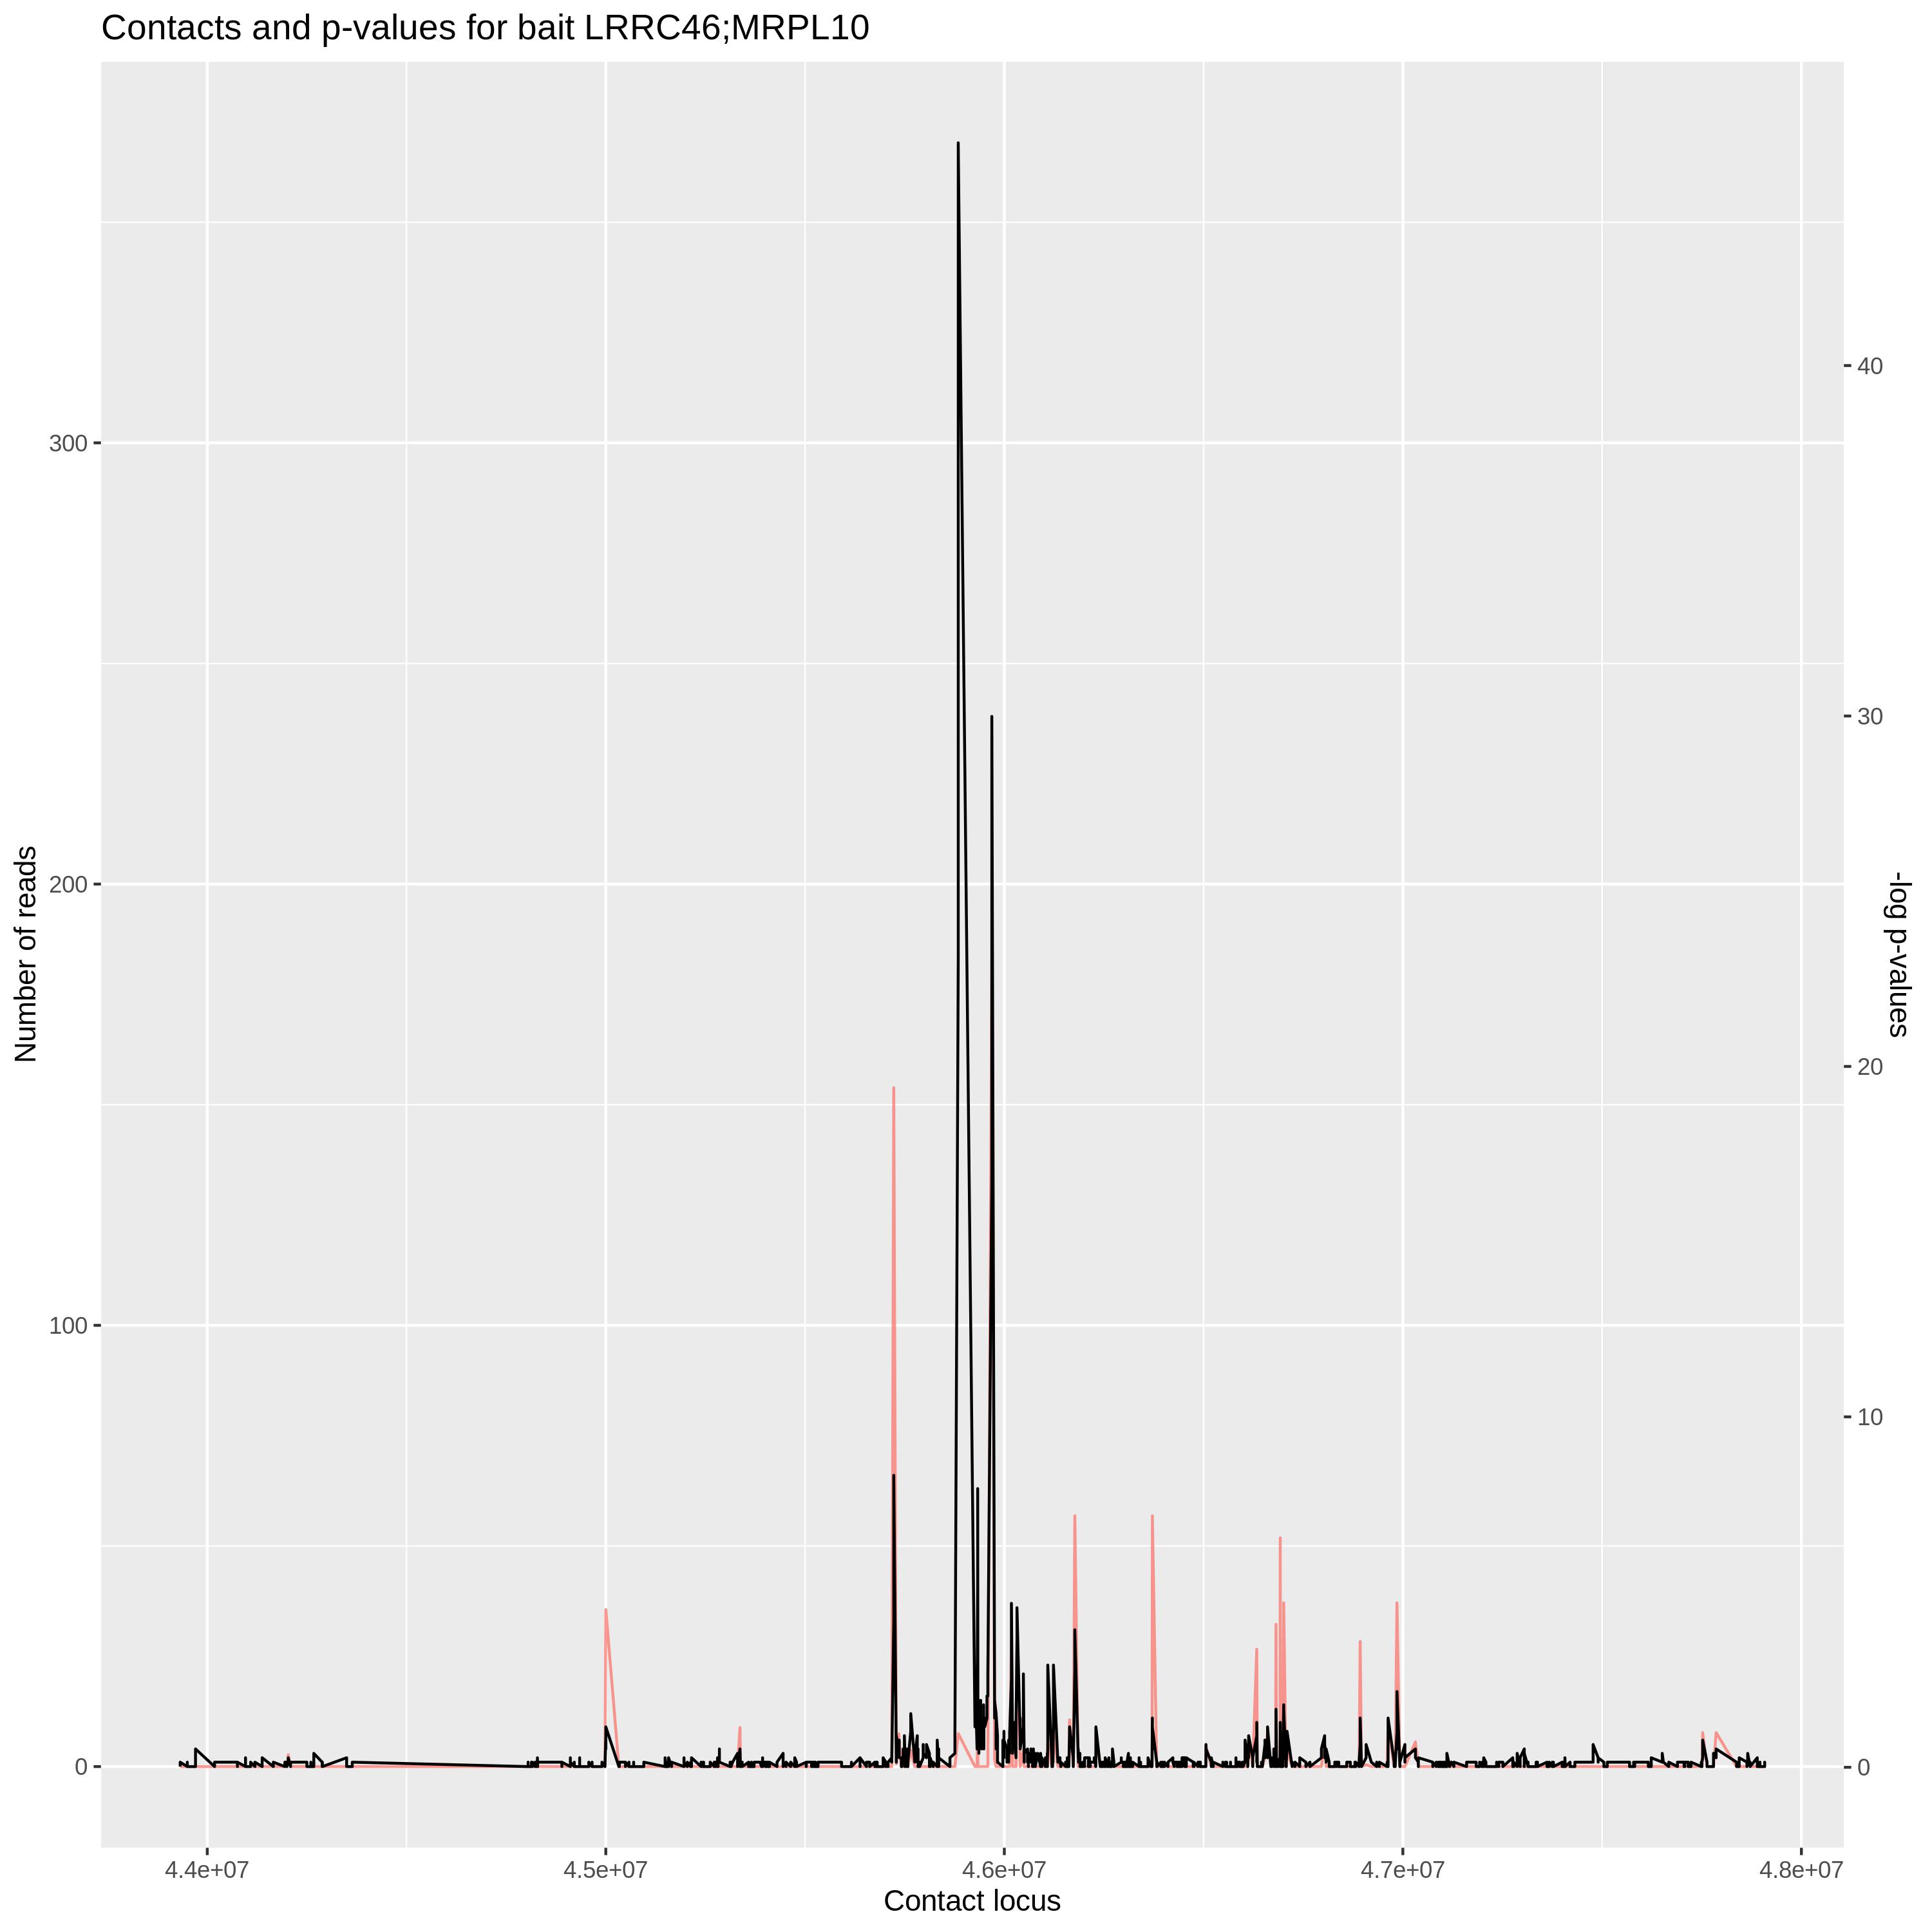 Contacts and p-values for bait LRRC46;MRPL10
Number of reads
300
200
100
0
40
30
20
10
0
-log p-values
4.4e+07 4.5e+07 4.6e+07 4.7e+07 4.8e+07
Contact locus